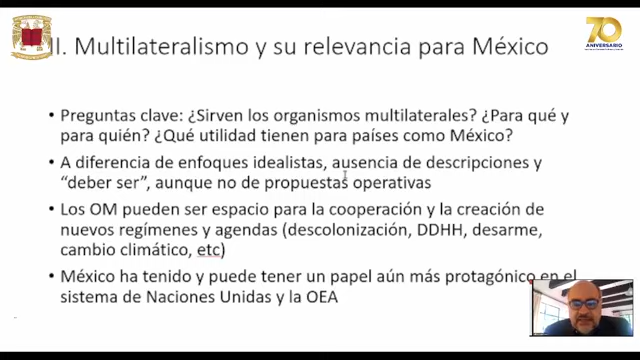 II. Multilateralismo y su relevancia para México
70
ANIVERSARIO
• Preguntas clave: ¿Sirven los organismos multilaterales? ¿Para qué y
para quién? ¿Qué utilidad tienen para países como México?
• A diferencia de enfoques idealistas, ausencia de descripciones y
“deber ser”, aunque no de propuestas operativas
• Los OM pueden ser espacio para la cooperación y la creación de
nuevos regímenes y agendas (descolonización, DDHH, desarme,
cambio climático, etc)
• México ha tenido y puede tener un papel aún más protagónico en el
sistema de Naciones Unidas y la OEA